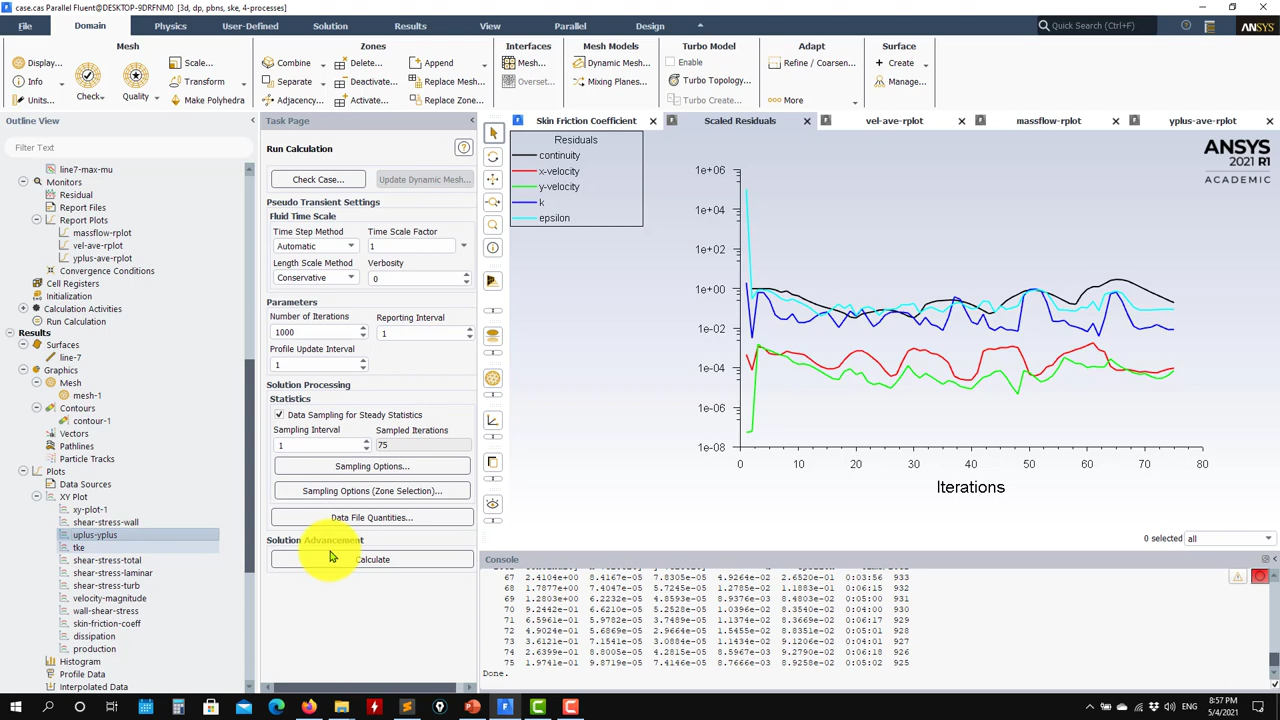 case.cas Parallel Fluent@DESKTOP-9DRFNM0 [3d, dp, pbns, ske, 4-processes]
File Domain Physics User-Defined Solution Results View Parallel Design Quick Search (Ctrl+F) ANSYS
Mesh Zones Interfaces Mesh Models Turbo Model Adapt Surface
Display... Scale... Combine Delete... Append Mesh... Dynamic Mesh... Enable Refine / Coarsen... Create
Info Transform Separate Deactivate... Replace Mesh... Overset... Mixing Planes... Turbo Topology... Manage...
Units... Check Quality Make Polyhedra Adjacency... Activate... Replace Zone... Turbo Create... More
Outline View
Filter Text
line7-max-mu
Monitors
Residual
Report Files
Report Plots
massflow-rplot
vel-ave-rplot
yplus-ave-rplot
Convergence Conditions
Cell Registers
Initialization
Calculation Activities
Run Calculation
Results
Surfaces
line-7
Graphics
Mesh
mesh-1
Contours
contour-1
Vectors
Pathlines
Particle Tracks
Plots
Data Sources
XY Plot
xy-plot-1
shear-stress-wall
uplus-yplus
tke
shear-stress-total
shear-stress-laminar
shear-stress-turb
velocity-magnitude
wall-shear-stress
skin-friction-coeff
dissipation
production
Histogram
Profile Data
Interpolated Data
Task Page
Run Calculation
Check Case... Update Dynamic Mesh...
Pseudo Transient Settings
Fluid Time Scale
Time Step Method Time Scale Factor
Automatic 1
Length Scale Method Verbosity
Conservative 0
Parameters
Number of Iterations Reporting Interval
1000 1
Profile Update Interval
1
Solution Processing
Statistics
Data Sampling for Steady Statistics
Sampling Interval Sampled Iterations
1 75
Sampling Options...
Sampling Options (Zone Selection)...
Data File Quantities...
Solution Advancement
Calculate
Skin Friction Coefficient Scaled Residuals vel-ave-rplot massflow-rplot yplus-ave-rplot
Residuals
continuity
x-velocity
y-velocity
k
epsilon
ANSYS
2021 R1
ACADEMIC
1e+06
1e+04
1e+02
1e+00
1e-02
1e-04
1e-06
1e-08
0 10 20 30 40 50 60 70 80
Iterations
0 selected all
Console
67 2.4104e+00 8.4167e-05 7.8305e-05 4.9264e-02 2.6520e-01 0:03:56 933
68 1.7877e+00 7.4047e-05 5.7245e-05 1.2785e-02 1.1883e-01 0:06:15 932
69 1.2803e+00 6.2232e-05 4.8593e-05 7.9376e-03 8.5900e-02 0:05:00 931
70 9.2442e-01 6.6210e-05 5.2528e-05 1.0396e-02 8.3540e-02 0:04:00 930
71 6.6591e-01 5.9782e-05 3.7489e-05 1.1374e-02 8.3669e-02 0:06:17 929
72 4.9024e-01 5.6869e-05 2.9664e-05 1.5455e-02 9.8358e-02 0:05:01 928
73 3.6121e-01 7.1541e-05 3.0884e-05 1.4145e-02 9.1206e-02 0:04:01 927
74 2.6399e-01 8.8005e-05 4.2816e-05 8.5967e-03 8.9790e-02 0:06:17 926
75 1.9741e-01 9.8719e-05 7.4146e-05 8.7666e-03 8.9258e-02 0:05:02 925
Done.
ENG 8:57 PM
5/4/2021